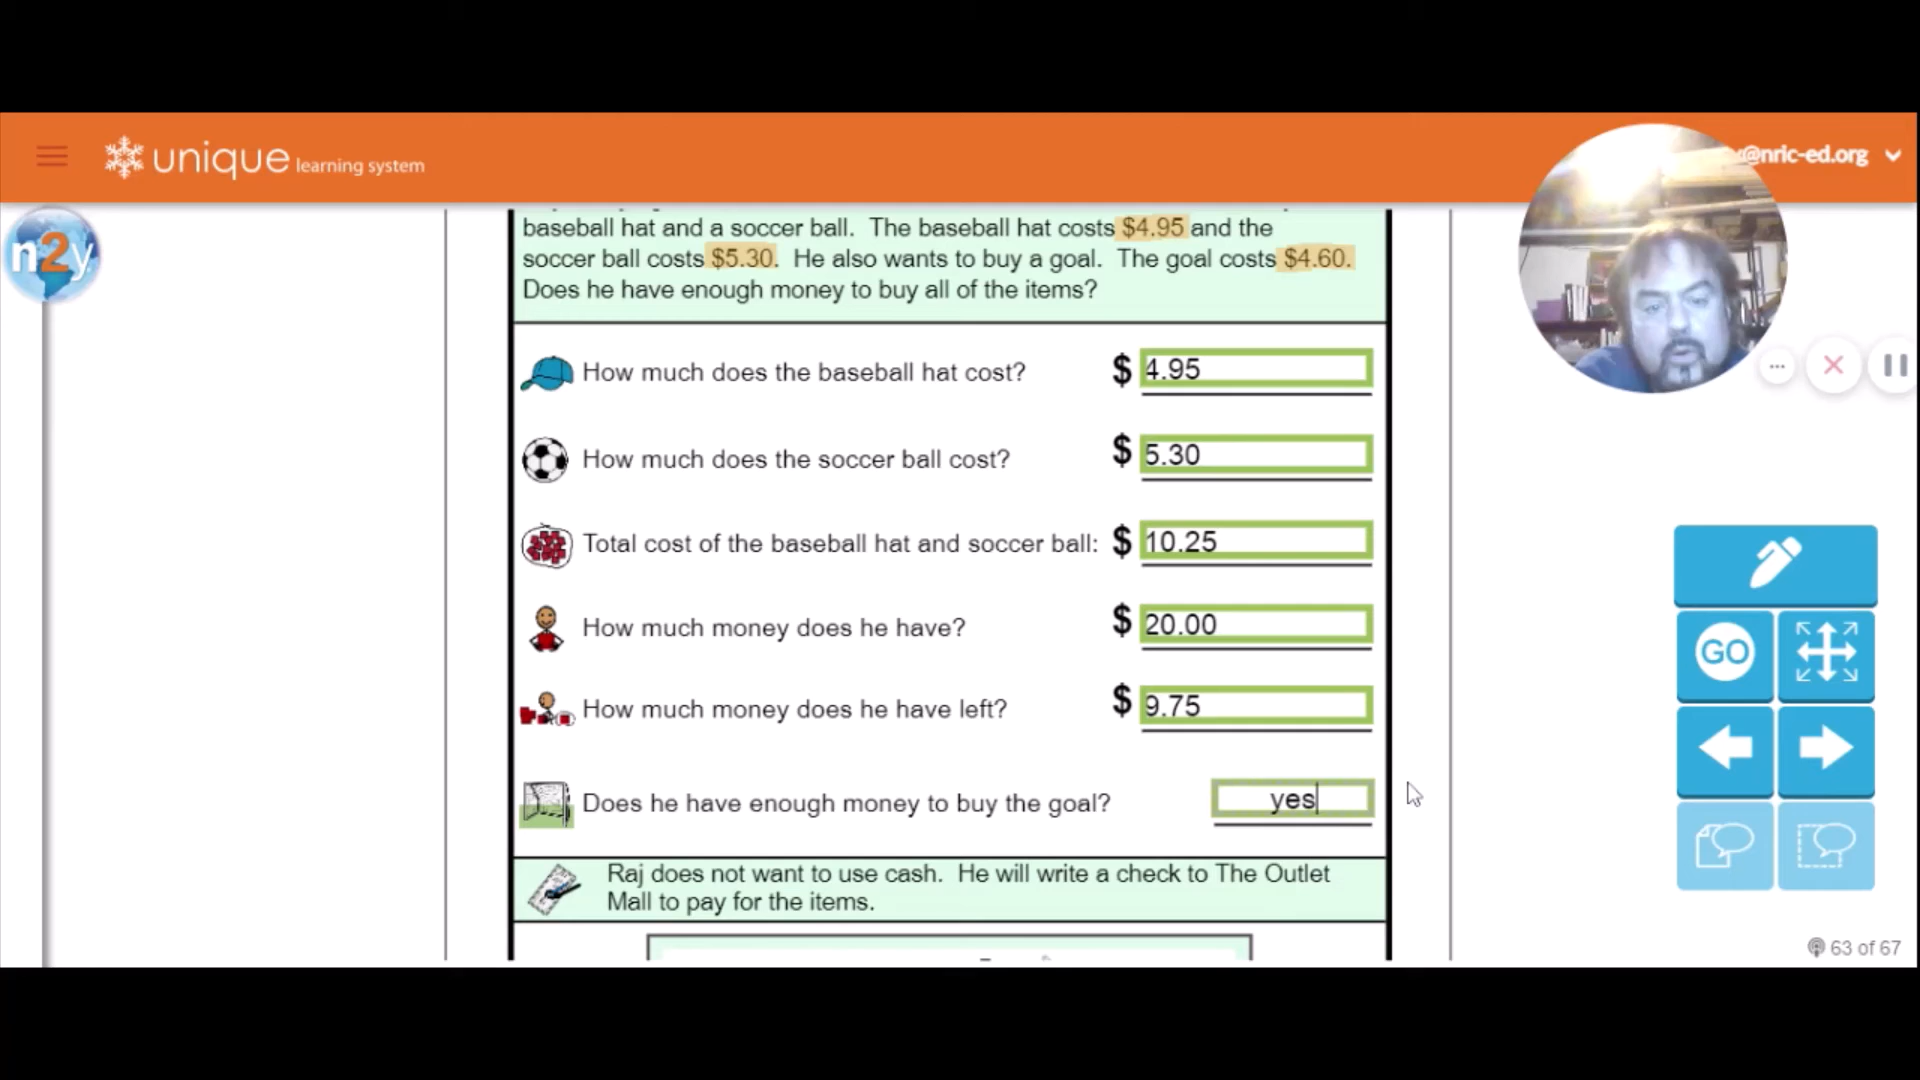 unique learning system
@nric-ed.org
n2y
baseball hat and a soccer ball. The baseball hat costs $4.95 and the
soccer ball costs $5.30. He also wants to buy a goal. The goal costs $4.60.
Does he have enough money to buy all of the items?
How much does the baseball hat cost? $ 4.95
How much does the soccer ball cost? $ 5.30
Total cost of the baseball hat and soccer ball: $ 10.25
How much money does he have? $ 20.00
How much money does he have left? $ 9.75
Does he have enough money to buy the goal? yes
Raj does not want to use cash. He will write a check to The Outlet
Mall to pay for the items.
GO
63 of 67